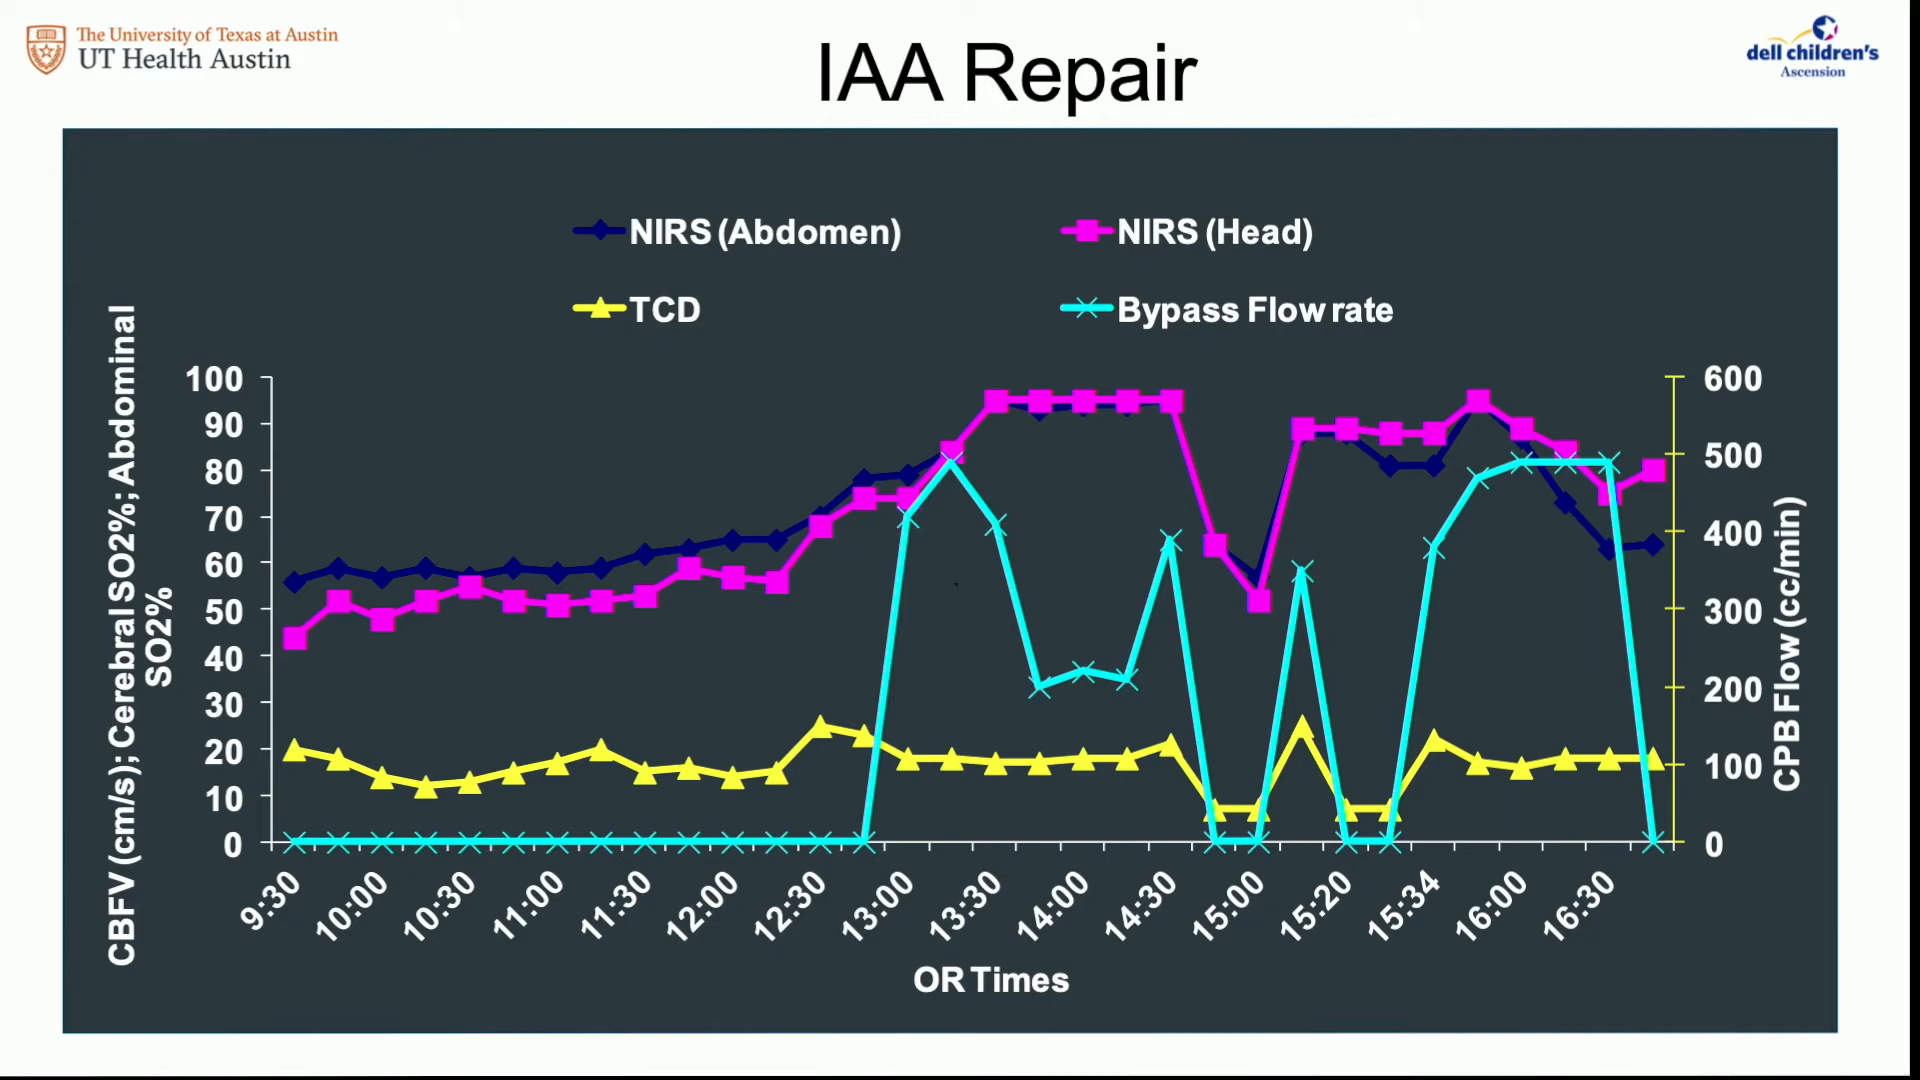 The University of Texas at Austin
UT Health Austin
IAA Repair
dell children's
Ascension
NIRS (Abdomen)
NIRS (Head)
TCD
Bypass Flow rate
CBFV (cm/s); Cerebral SO2%; Abdominal
SO2%
100
90
80
70
60
50
40
30
20
10
0
600
500
400
300
200
100
0
CPB Flow (cc/min)
9:30
10:00
10:30
11:00
11:30
12:00
12:30
13:00
13:30
14:00
14:30
15:00
15:20
15:34
16:00
16:30
OR Times